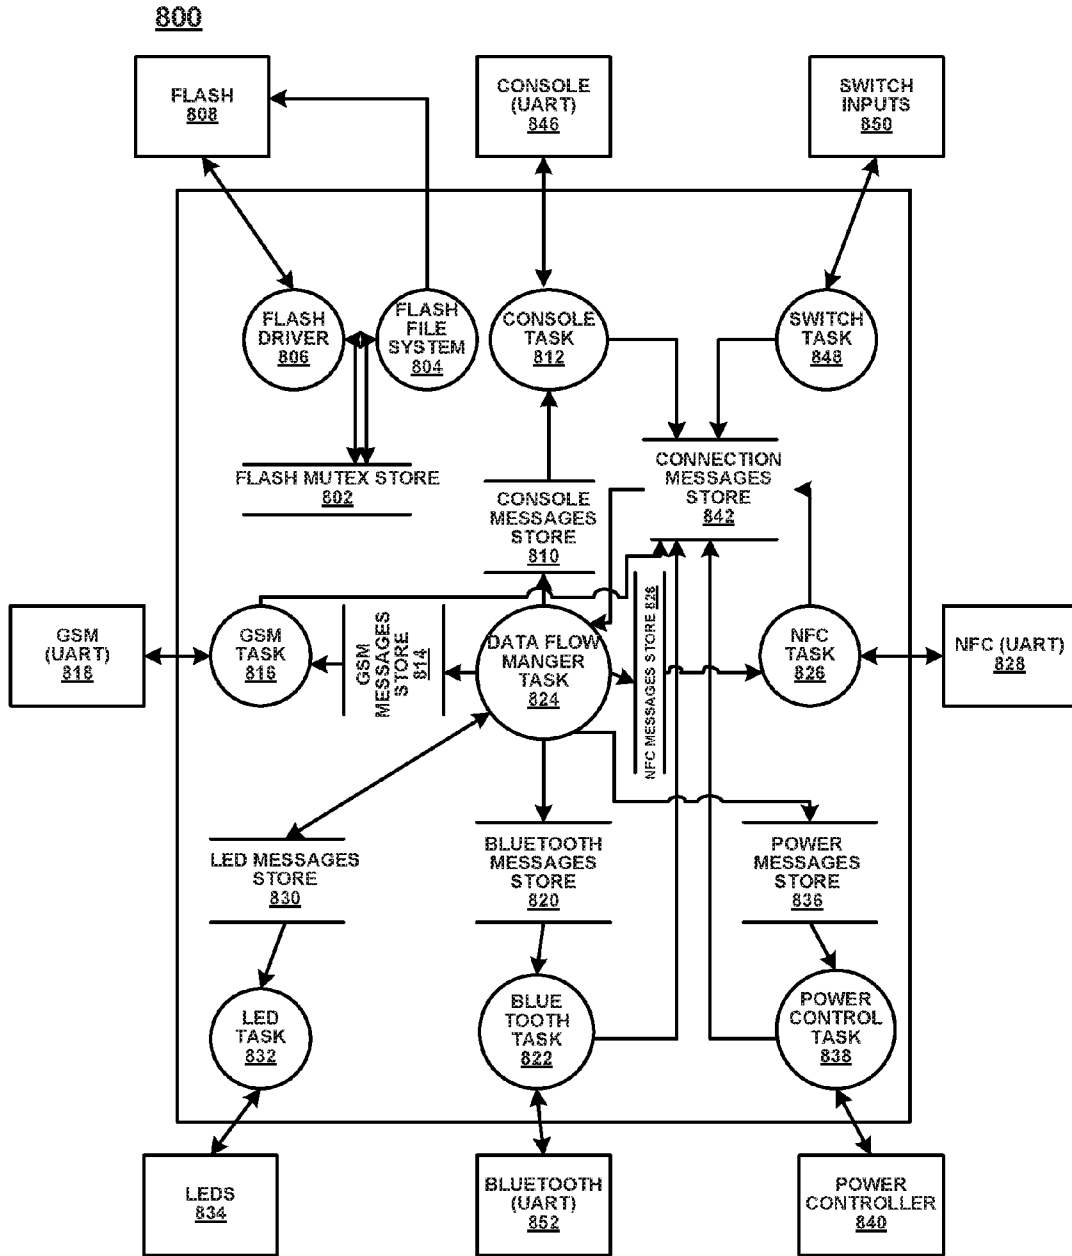 800
FLASH
808
CONSOLE
(UART)
846
SWITCH
INPUTS
850
FLASH
DRIVER
806
FLASH
FILE
SYSTEM
804
CONSOLE
TASK
812
SWITCH
TASK
848
FLASH MUTEX STORE
802
CONSOLE
MESSAGES
STORE
810
CONNECTION
MESSAGES
STORE
842
GSM
(UART)
818
GSM
TASK
816
GSM
MESSAGES
STORE
814
DATA FLOW
MANGER
TASK
824
NFC MESSAGES STORE 826
NFC
TASK
826
NFC (UART)
828
LED MESSAGES
STORE
830
BLUETOOTH
MESSAGES
STORE
820
POWER
MESSAGES
STORE
836
LED
TASK
832
BLUE
TOOTH
TASK
822
POWER
CONTROL
TASK
838
LEDS
834
BLUETOOTH
(UART)
852
POWER
CONTROLLER
840